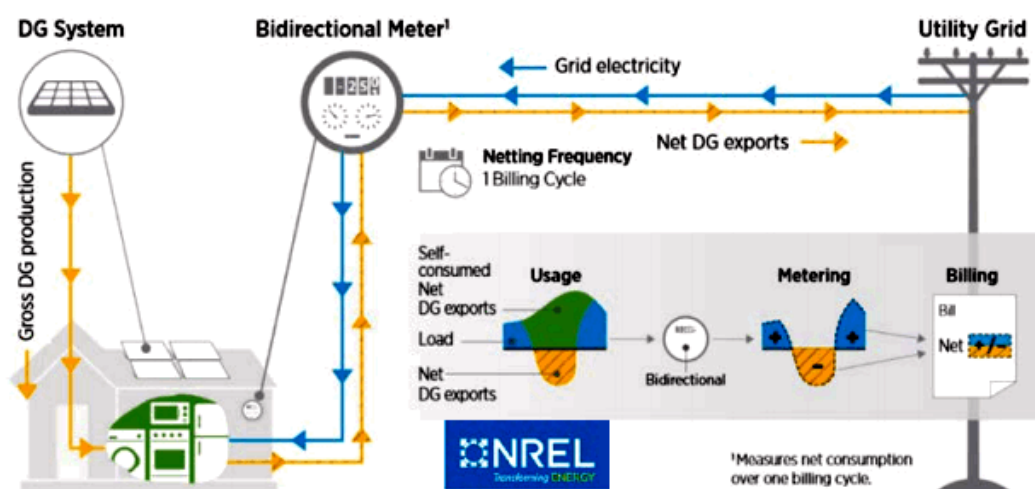 DG System
Bidirectional Meter¹
Utility Grid
Grid electricity
Net DG exports
Netting Frequency
1 Billing Cycle
Gross DG production
Self-
consumed
Net
DG exports
Load
Net
DG exports
Usage
Bidirectional
Metering
Billing
Bill
Net +/-
+
-
+
NREL
Transforming ENERGY
¹Measures net consumption
over one billing cycle.